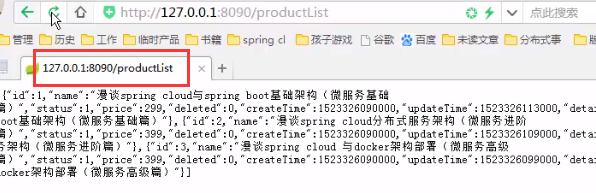 http://127.0.0.1:8090/productList
点此搜索
管理 历史 工作 临时产品 书籍 spring cl 孩子游戏 谷歌 百度 未读文章 分布式事
127.0.0.1:8090/productList
[{"id":1,"name":"漫谈spring cloud与spring boot基础架构（微服务基础
篇）","status":1,"price":299,"deleted":0,"createTime":1523326090000,"updateTime":1523326113000,"detai
boot基础架构（微服务基础篇）"},{"id":2,"name":"漫谈spring cloud分布式服务架构（微服务进阶
篇）","status":1,"price":399,"deleted":0,"createTime":1523326090000,"updateTime":1523326109000,"detai
务架构（微服务进阶篇）"},{"id":3,"name":"漫谈spring cloud 与docker架构部署（微服务高级
篇）","status":1,"price":399,"deleted":0,"createTime":1523326090000,"updateTime":1523326099000,"detai
docker架构部署（微服务高级篇）"}]